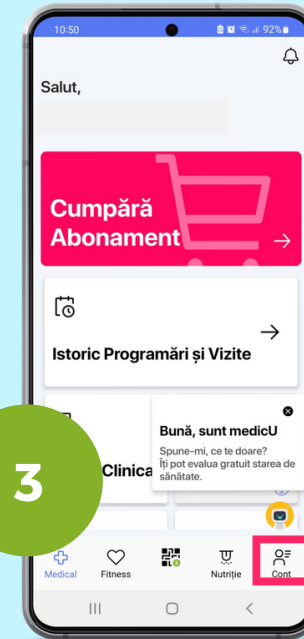 10:50
92%
Salut,
Cumpără
Abonament
Istoric Programări și Vizite
Clinica
Bună, sunt medicU
Spune-mi, ce te doare?
Îți pot evalua gratuit starea de
sănătate.
3
Medical
Fitness
Nutriție
Cont